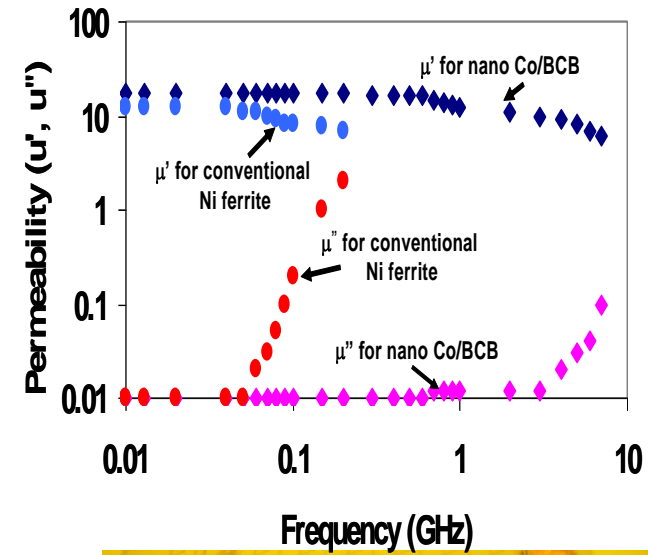 Permeability (u', u")
100
10
1
0.1
0.01
μ' for nano Co/BCB
μ' for conventional
Ni ferrite
μ" for conventional
Ni ferrite
μ" for nano Co/BCB
0.01
0.1
1
10
Frequency (GHz)